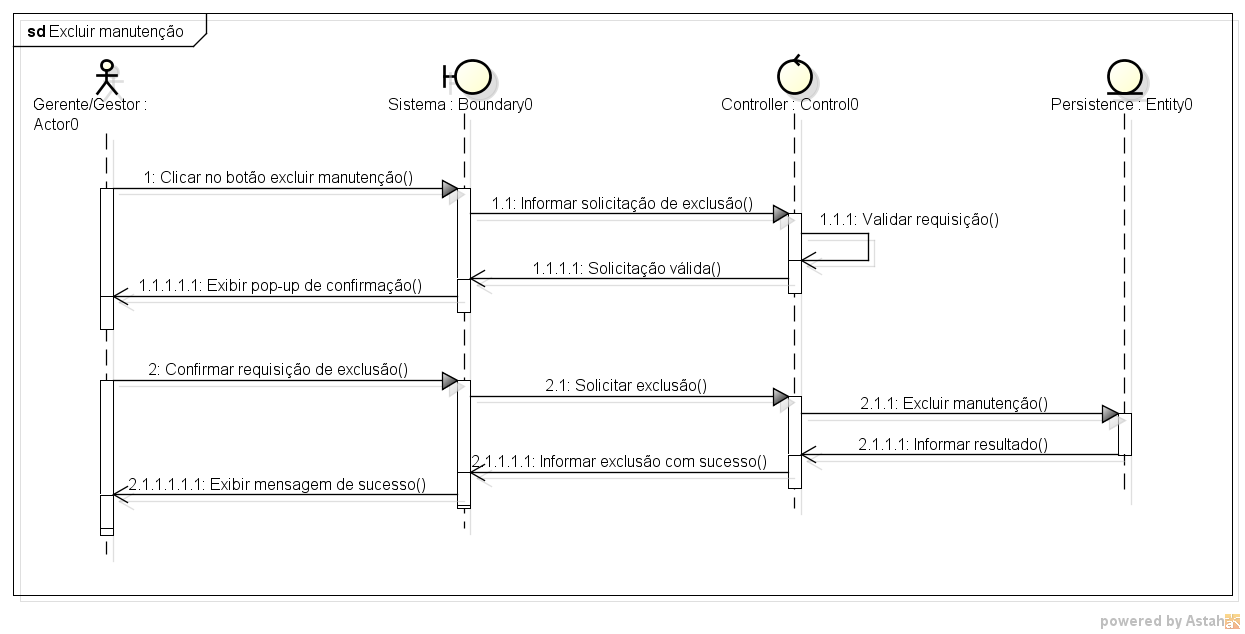 sd Excluir manutenção
Gerente/Gestor :
Actor0
Sistema : Boundary0
Controller : Control0
Persistence : Entity0
1: Clicar no botão excluir manutenção()
1.1: Informar solicitação de exclusão()
1.1.1: Validar requisição()
1.1.1.1: Solicitação válida()
1.1.1.1.1: Exibir pop-up de confirmação()
2: Confirmar requisição de exclusão()
2.1: Solicitar exclusão()
2.1.1: Excluir manutenção()
2.1.1.1: Informar resultado()
2.1.1.1.1: Informar exclusão com sucesso()
2.1.1.1.1.1: Exibir mensagem de sucesso()
powered by Astah